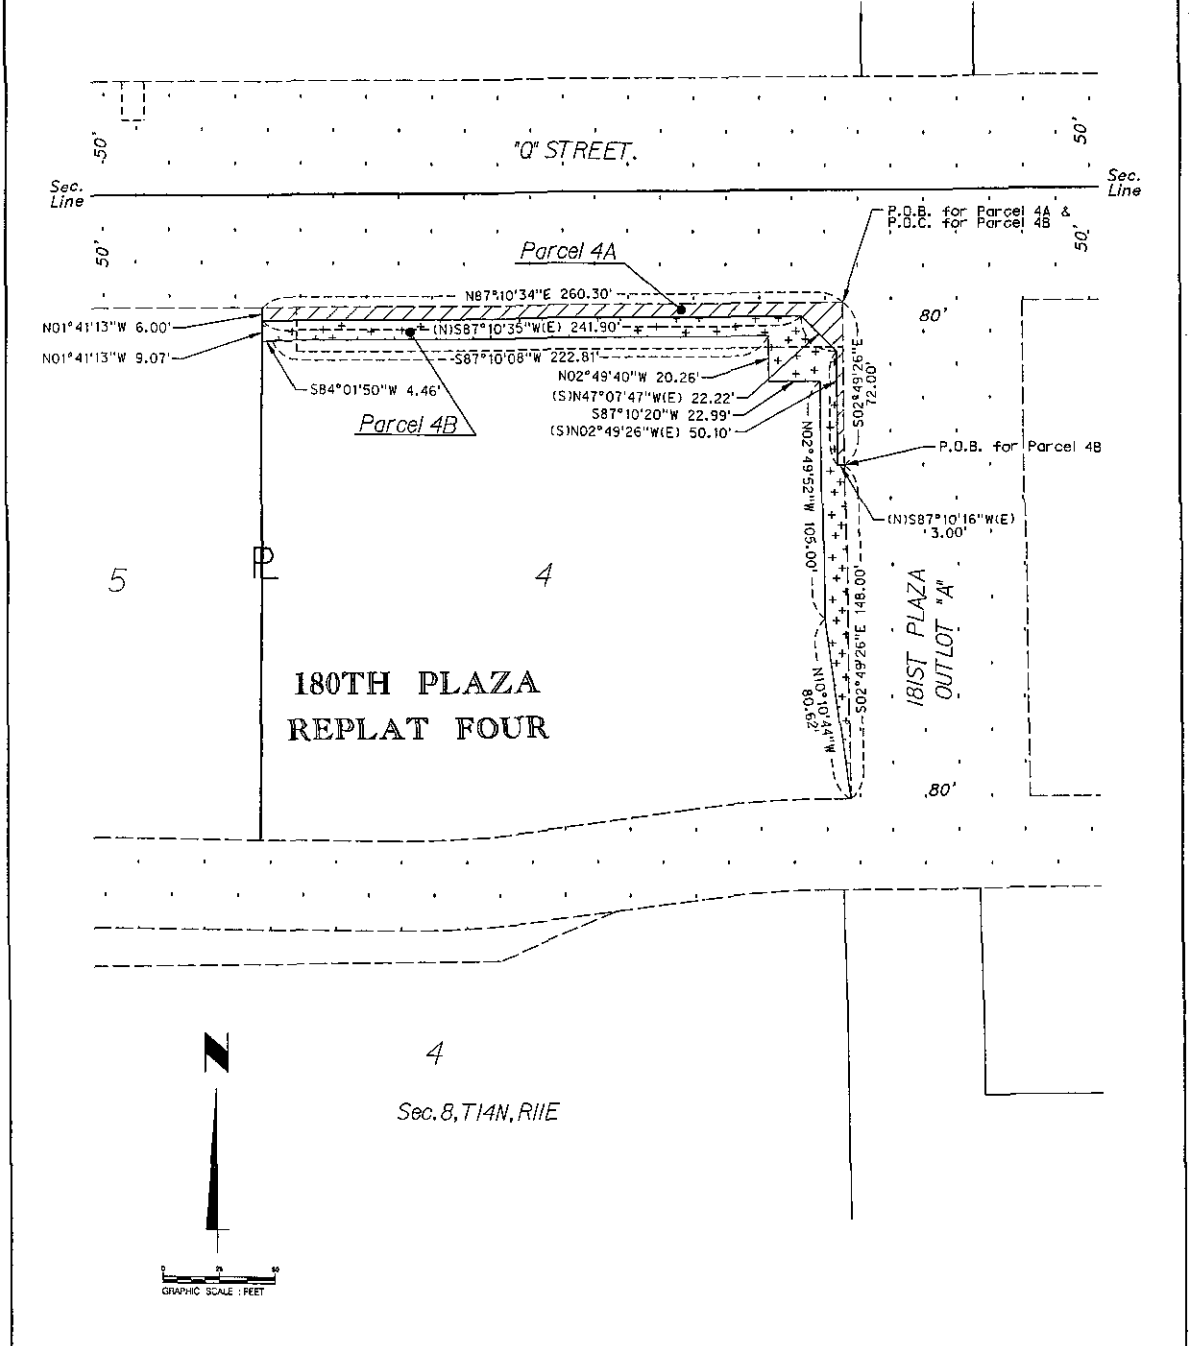 50'
50'
"Q" STREET.
Sec.
Line
Sec.
Line
P.O.B. for Parcel 4A &
P.O.C. for Parcel 4B
50'
50'
Parcel 4A
N87°10'34"E 260.30'
N01°41'13"W 6.00'
(N)S87°10'35"W(E) 241.90'
80'
N01°41'13"W 9.07'
S87°10'08"W 222.81'
N02°49'40"W 20.26'
S84°01'50"W 4.46'
(S)N47°07'47"W(E) 22.22'
S87°10'20"W 22.99'
Parcel 4B
(S)N02°49'26"W(E) 50.10'
S02°49'26"E
72.00'
P.O.B. for Parcel 4B
N02°49'52"W 105.00'
(N)S87°10'16"W(E)
3.00'
5
PL
4
S02°49'26"E 148.00'
181ST PLAZA
OUTLOT "A"
180TH PLAZA
REPLAT FOUR
N10°10'44"W
80.62'
80'
N
4
Sec. 8, T14N, R11E
0 25 50
GRAPHIC SCALE : FEET